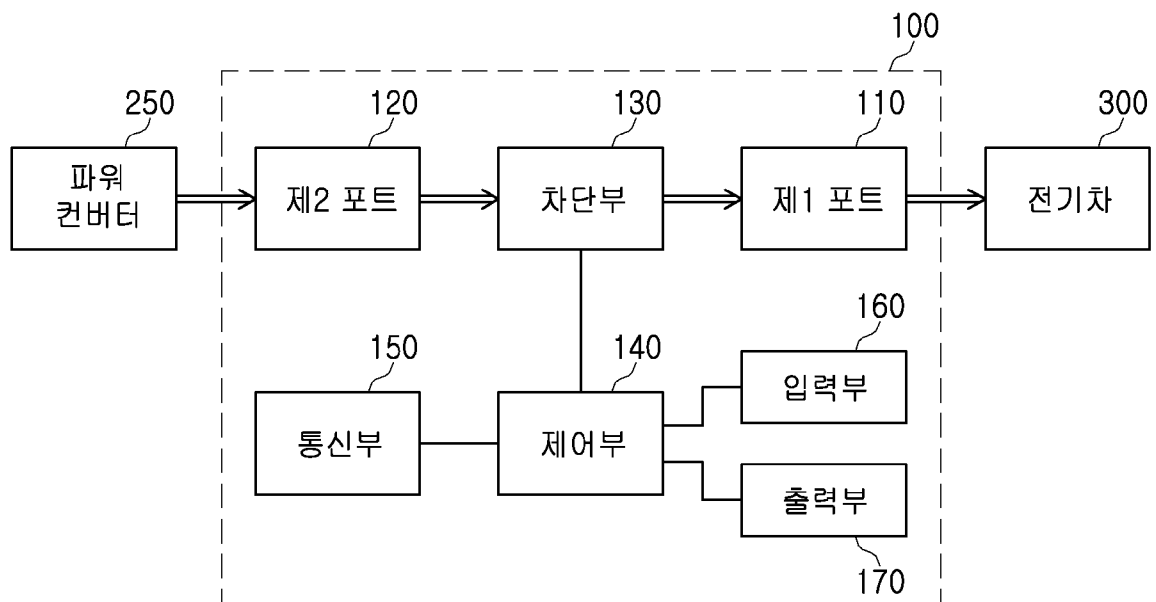 100
250
120
130
110
300
파워
컨버터
제2 포트
차단부
제1 포트
전기차
150
140
160
통신부
제어부
입력부
출력부
170